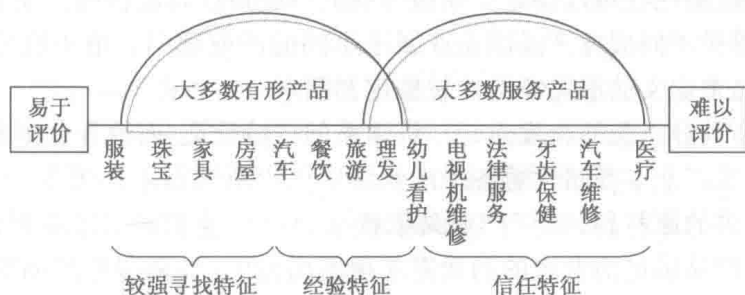 大多数有形产品
大多数服务产品
易于
评价
难以
评价
服装
珠宝
家具
房屋
汽车
餐饮
旅游
理发
幼儿看护
电视机维修
法律服务
牙齿保健
汽车维修
医疗
较强寻找特征
经验特征
信任特征